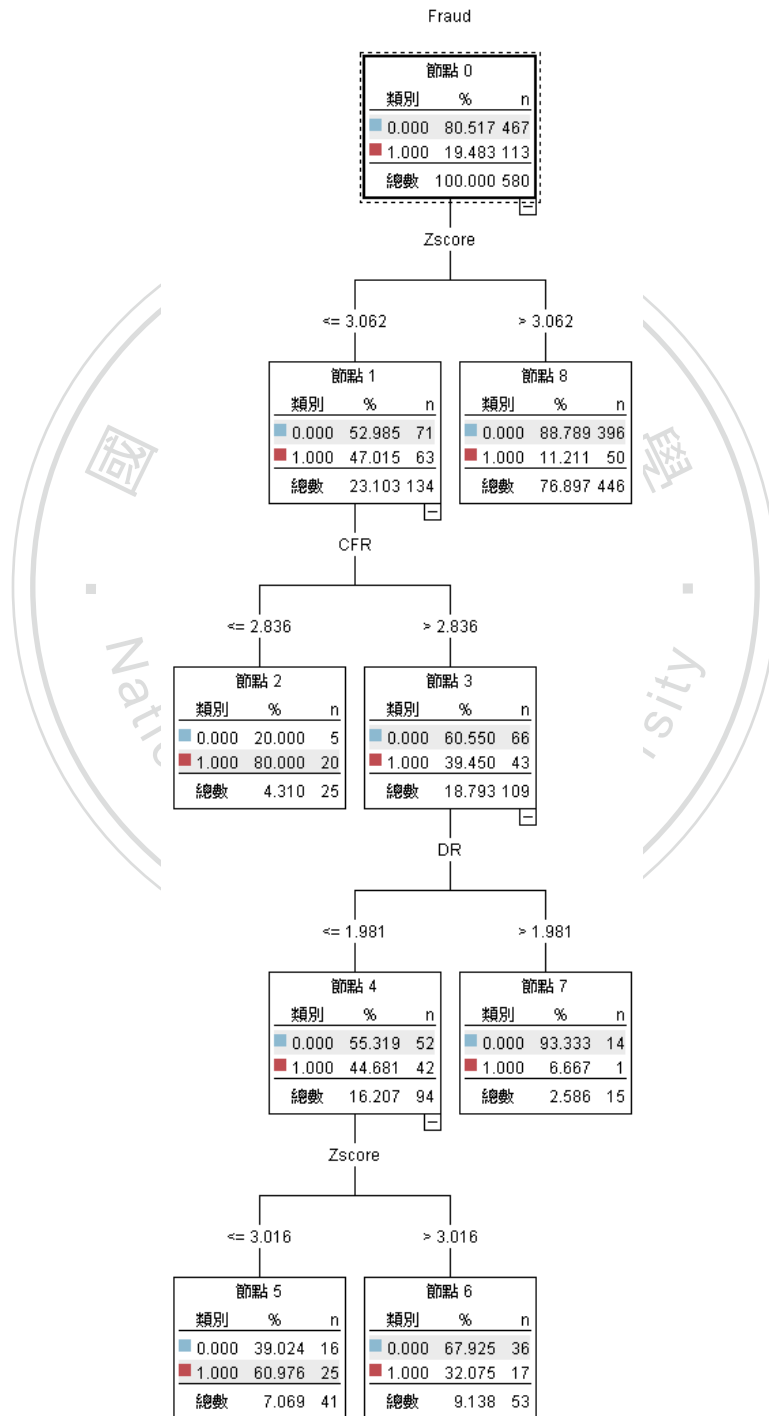 Fraud
節點 0
類別 % n
0.000 80.517 467
1.000 19.483 113
總數 100.000 580
Zscore
<= 3.062 > 3.062
節點 1
類別 % n
0.000 52.985 71
1.000 47.015 63
總數 23.103 134
節點 8
類別 % n
0.000 88.789 396
1.000 11.211 50
總數 76.897 446
CFR
<= 2.836 > 2.836
節點 2
類別 % n
0.000 20.000 5
1.000 80.000 20
總數 4.310 25
節點 3
類別 % n
0.000 60.550 66
1.000 39.450 43
總數 18.793 109
DR
<= 1.981 > 1.981
節點 4
類別 % n
0.000 55.319 52
1.000 44.681 42
總數 16.207 94
節點 7
類別 % n
0.000 93.333 14
1.000 6.667 1
總數 2.586 15
Zscore
<= 3.016 > 3.016
節點 5
類別 % n
0.000 39.024 16
1.000 60.976 25
總數 7.069 41
節點 6
類別 % n
0.000 67.925 36
1.000 32.075 17
總數 9.138 53
國 學